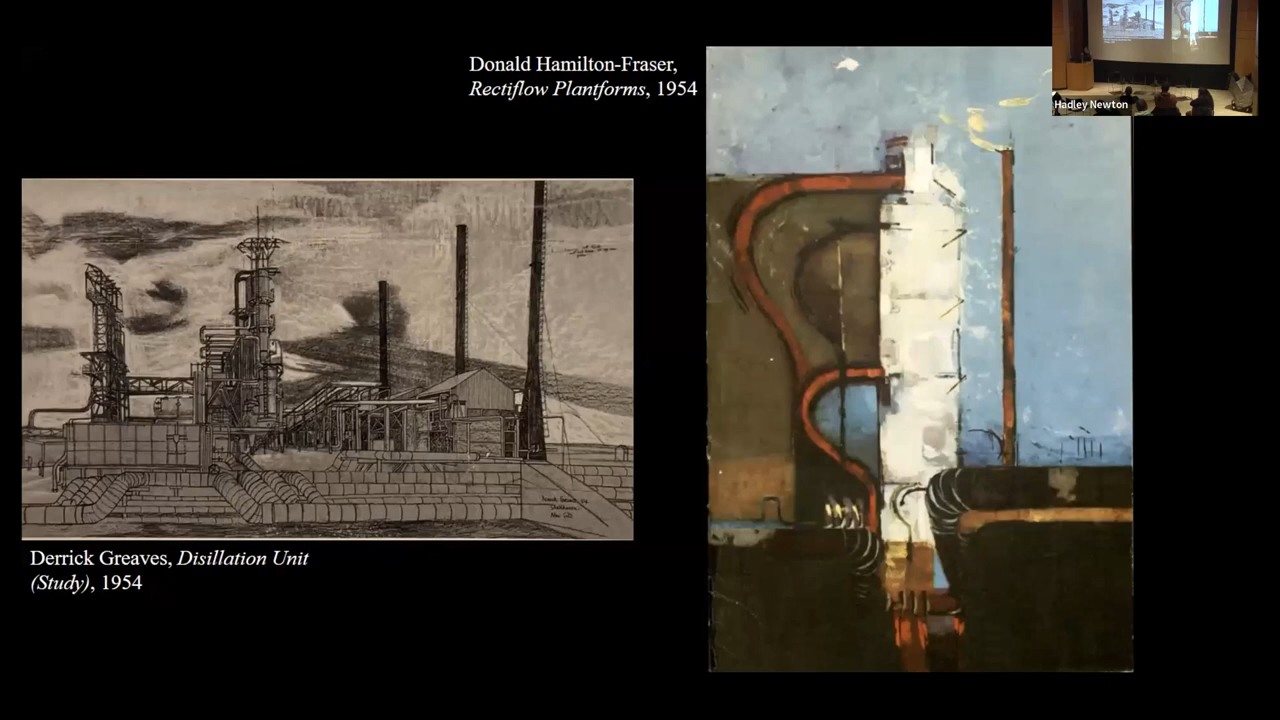 Donald Hamilton-Fraser,
Rectiflow Plantforms, 1954
Hadley Newton
Derrick Greaves, Disillation Unit
(Study), 1954